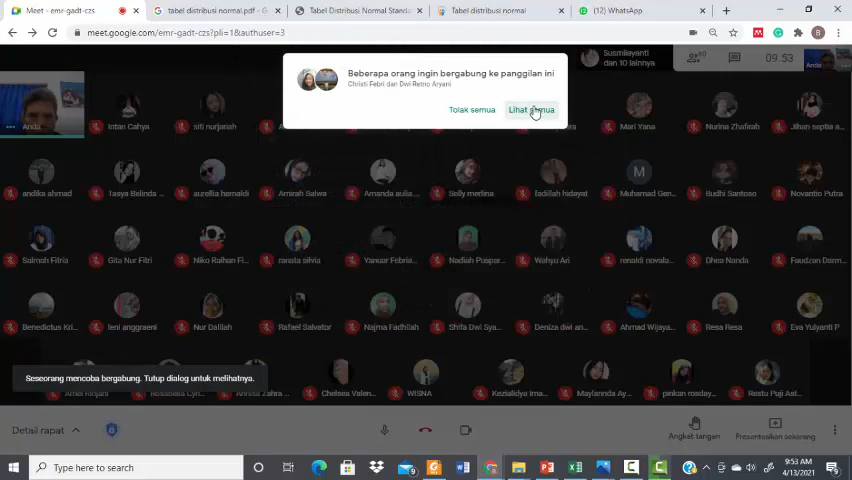 Meet - emr-gadt-czs
tabel distribusi normal.pdf - G
Tabel Distribusi Normal Standa
Tabel distribusi normal
(12) WhatsApp
meet.google.com/emr-gadt-czs?pli=1&authuser=3
Beberapa orang ingin bergabung ke panggilan ini
Christi Febri dan Dwi Retno Aryani
Tolak semua
Lihat semua
Susmileyanti
dan 10 lainnya
09.53
Anda
Anda
Intan Cahya
siti nurjanah
Mari Yana
Nurina Zhafirah
Jihan septia a...
andika ahmad
Tasya Belinda ...
aurellia hamaldi
Amirah Salwa
Amanda aulia...
Selly merlina
fadillah hidayat
M
Muhamad Gen...
Budhi Santoso
Novantio Putra
Salmah Fitria
Gita Nur Fitri
Niko Raihan Fi...
ranata silvia
Yanuar Febria...
Nadiah Puspar...
Wahyu Ari
renaldi novala...
Dhea Nanda
Faudzan Darm...
Benedictus Kri...
leni anggraeni
Nur Dalilah
Rafael Salvator
Najma Fadhilah
Shifa Dwi Sya...
Deniza dwi an...
Ahmad Wijaya...
Resa Resa
Eva Yulyanti P
Seseorang mencoba bergabung. Tutup dialog untuk melihatnya.
Chelsea Valen...
WISNA
Kezialidya Ima...
Maylannda Ay...
pinkan rosday...
Restu Puji Ast...
Detail rapat
Angkat tangan
Presentasikan sekarang
Type here to search
9:53 AM
4/13/2021